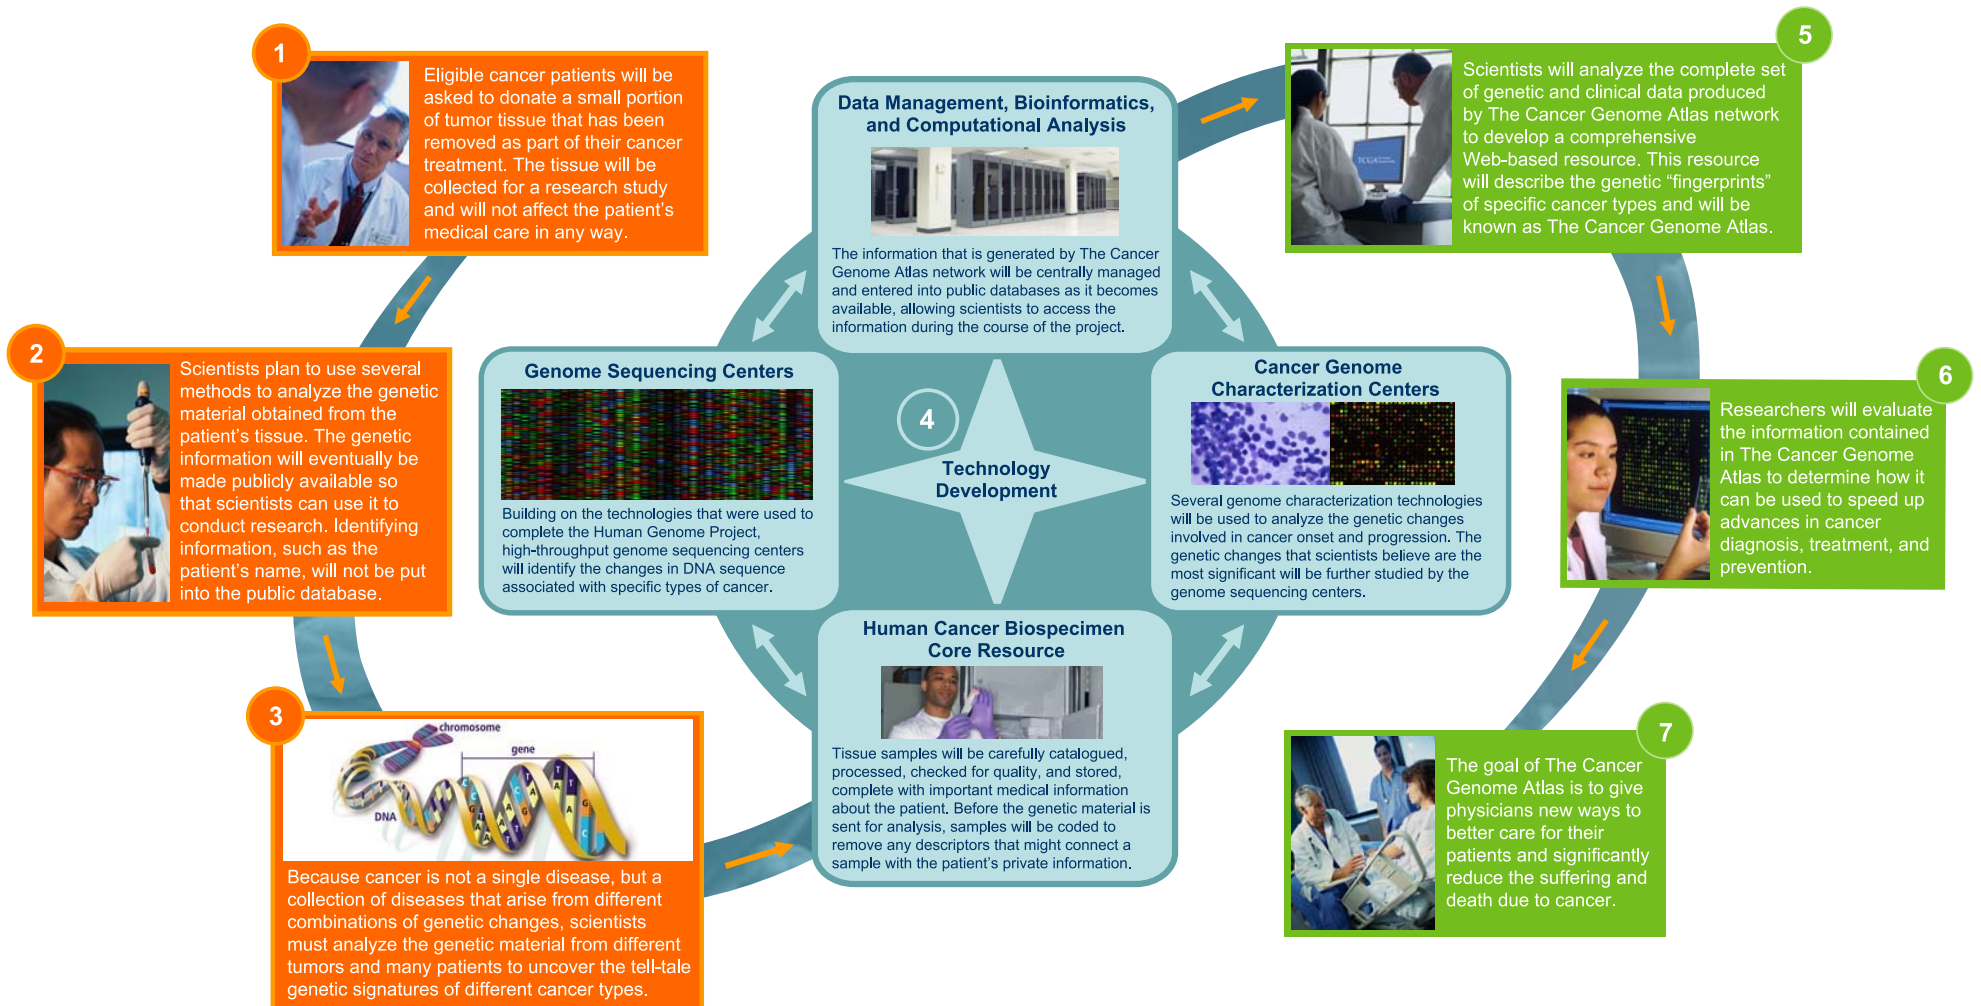 1
Eligible cancer patients will be
asked to donate a small portion
of tumor tissue that has been
removed as part of their cancer
treatment. The tissue will be
collected for a research study
and will not affect the patient’s
medical care in any way.
2
Scientists plan to use several
methods to analyze the genetic
material obtained from the
patient’s tissue. The genetic
information will eventually be
made publicly available so
that scientists can use it to
conduct research. Identifying
information, such as the
patient’s name, will not be put
into the public database.
3
chromosome
gene
DNA
Because cancer is not a single disease, but a
collection of diseases that arise from different
combinations of genetic changes, scientists
must analyze the genetic material from different
tumors and many patients to uncover the tell-tale
genetic signatures of different cancer types.
4
Technology
Development
Data Management, Bioinformatics,
and Computational Analysis
The information that is generated by The Cancer
Genome Atlas network will be centrally managed
and entered into public databases as it becomes
available, allowing scientists to access the
information during the course of the project.
Genome Sequencing Centers
Building on the technologies that were used to
complete the Human Genome Project,
high-throughput genome sequencing centers
will identify the changes in DNA sequence
associated with specific types of cancer.
Cancer Genome
Characterization Centers
Several genome characterization technologies
will be used to analyze the genetic changes
involved in cancer onset and progression. The
genetic changes that scientists believe are the
most significant will be further studied by the
genome sequencing centers.
Human Cancer Biospecimen
Core Resource
Tissue samples will be carefully catalogued,
processed, checked for quality, and stored,
complete with important medical information
about the patient. Before the genetic material is
sent for analysis, samples will be coded to
remove any descriptors that might connect a
sample with the patient’s private information.
5
TCGA
Scientists will analyze the complete set
of genetic and clinical data produced
by The Cancer Genome Atlas network
to develop a comprehensive
Web-based resource. This resource
will describe the genetic “fingerprints”
of specific cancer types and will be
known as The Cancer Genome Atlas.
6
Researchers will evaluate
the information contained
in The Cancer Genome
Atlas to determine how it
can be used to speed up
advances in cancer
diagnosis, treatment, and
prevention.
7
The goal of The Cancer
Genome Atlas is to give
physicians new ways to
better care for their
patients and significantly
reduce the suffering and
death due to cancer.